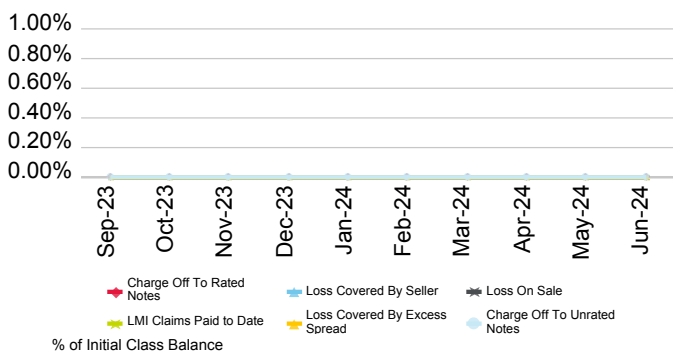 1.00%
0.80%
0.60%
0.40%
0.20%
0.00%
Sep-23
Oct-23
Nov-23
Dec-23
Jan-24
Feb-24
Mar-24
Apr-24
May-24
Jun-24
Charge Off To Rated
Notes
Loss Covered By Seller
Loss On Sale
LMI Claims Paid to Date
Loss Covered By Excess
Spread
Charge Off To Unrated
Notes
% of Initial Class Balance